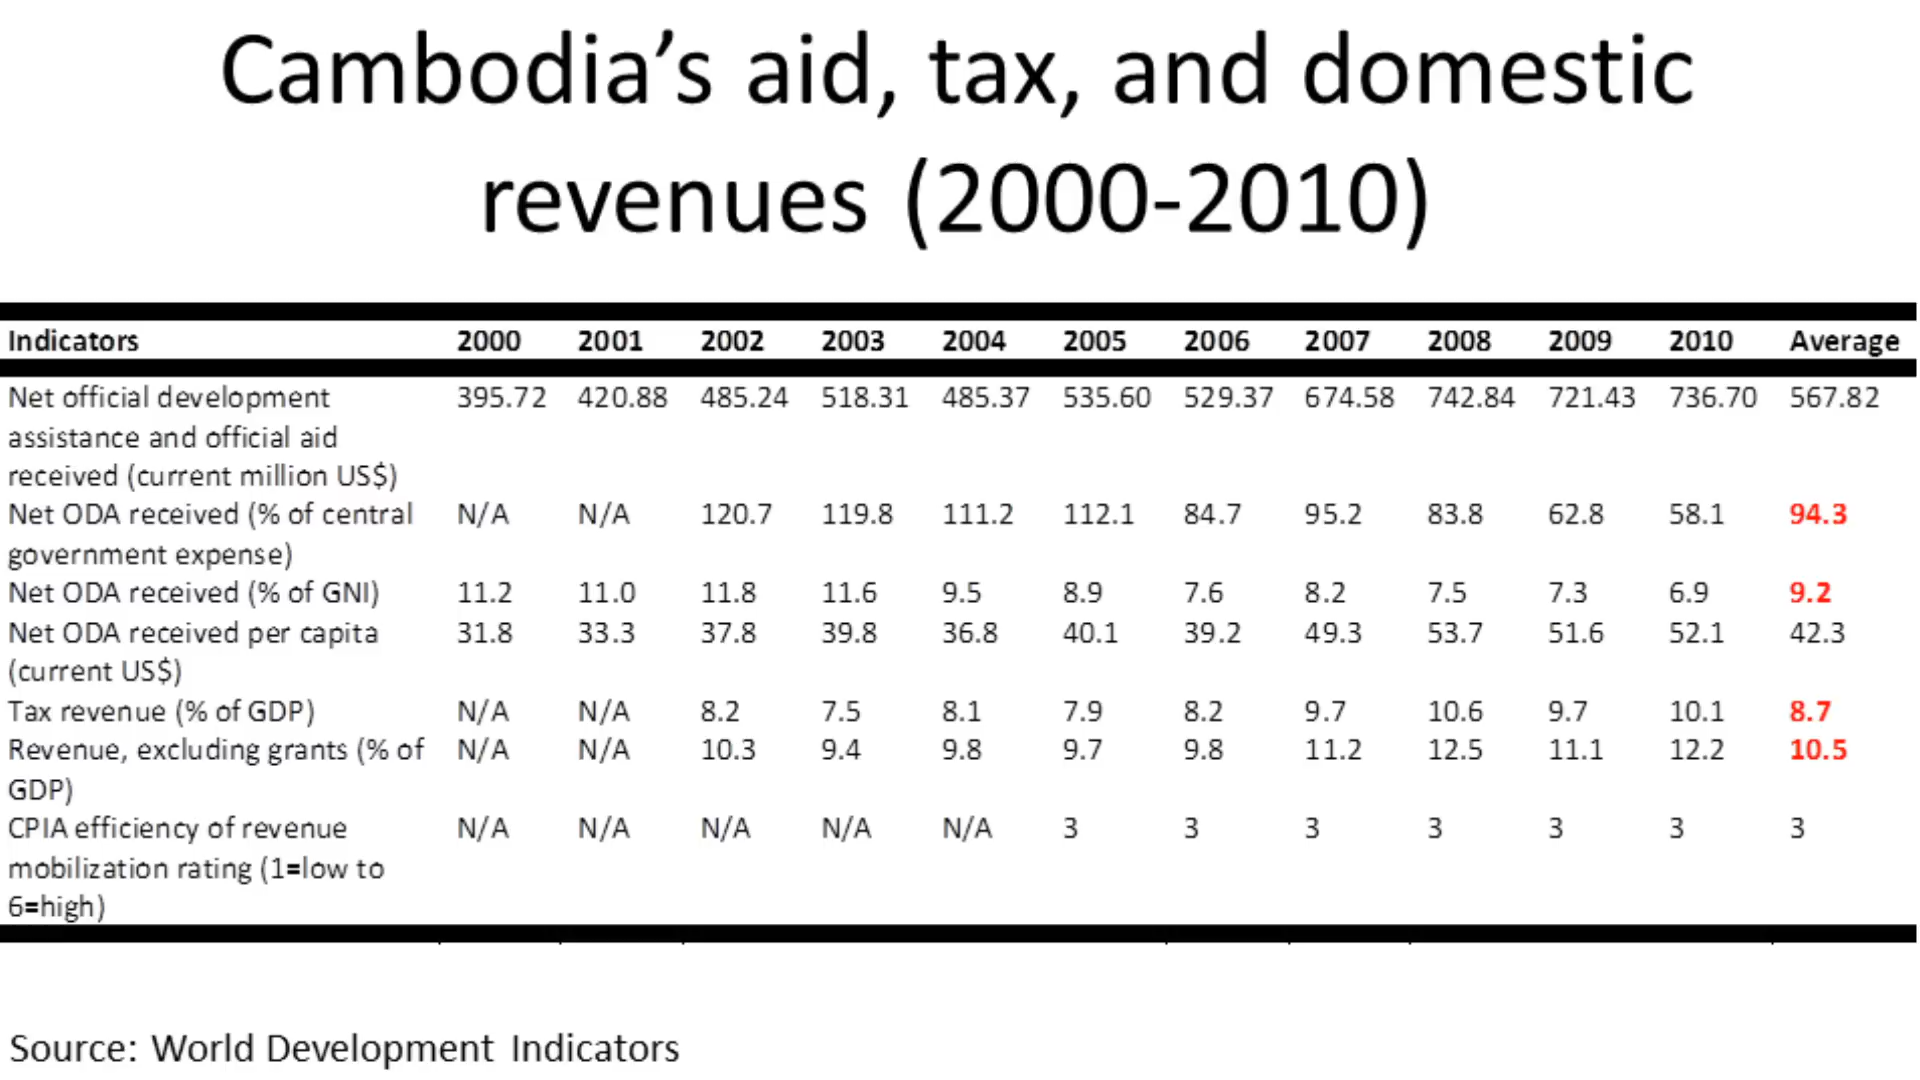 Cambodia's aid, tax, and domestic
revenues (2000-2010)
Indicators 2000 2001 2002 2003 2004 2005 2006 2007 2008 2009 2010 Average
Net official development 395.72 420.88 485.24 518.31 485.37 535.60 529.37 674.58 742.84 721.43 736.70 567.82
assistance and official aid
received (current million US$)
Net ODA received (% of central N/A N/A 120.7 119.8 111.2 112.1 84.7 95.2 83.8 62.8 58.1 94.3
government expense)
Net ODA received (% of GNI) 11.2 11.0 11.8 11.6 9.5 8.9 7.6 8.2 7.5 7.3 6.9 9.2
Net ODA received per capita 31.8 33.3 37.8 39.8 36.8 40.1 39.2 49.3 53.7 51.6 52.1 42.3
(current US$)
Tax revenue (% of GDP) N/A N/A 8.2 7.5 8.1 7.9 8.2 9.7 10.6 9.7 10.1 8.7
Revenue, excluding grants (% of N/A N/A 10.3 9.4 9.8 9.7 9.8 11.2 12.5 11.1 12.2 10.5
GDP)
CPIA efficiency of revenue N/A N/A N/A N/A N/A 3 3 3 3 3 3 3
mobilization rating (1=low to
6=high)
Source: World Development Indicators